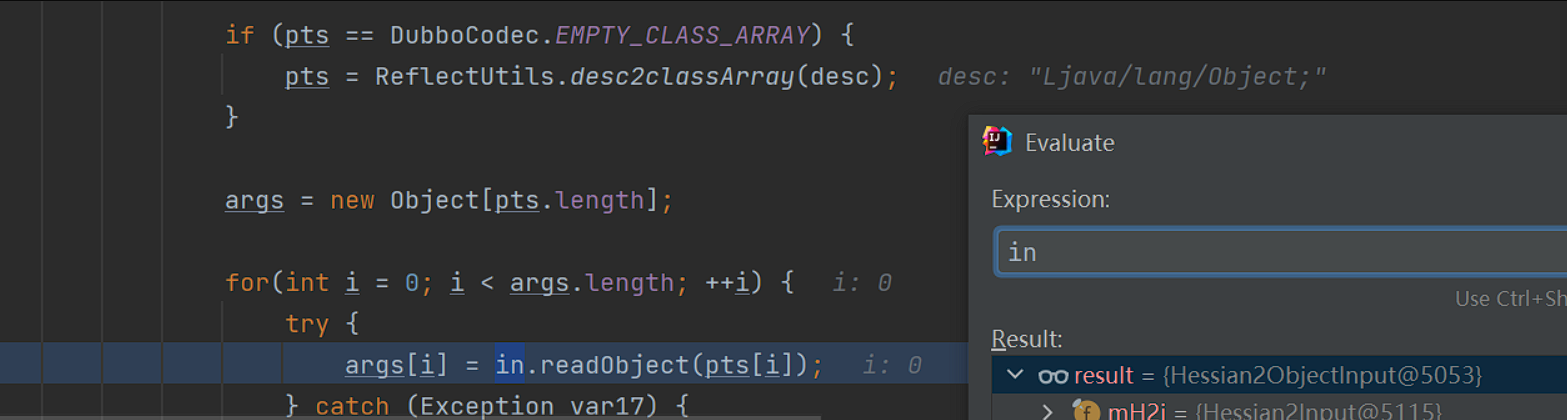 if (pts == DubboCodec.EMPTY_CLASS_ARRAY) {
pts = ReflectUtils.desc2classArray(desc); desc: "Ljava/lang/Object;"
}
args = new Object[pts.length];
for(int i = 0; i < args.length; ++i) { i: 0
try {
args[i] = in.readObject(pts[i]); i: 0
} catch (Exception var17) {
Evaluate
Expression:
in
Use Ctrl+Sh
Result:
result = {Hessian2ObjectInput@5053}
f mH2i = {Hessian2Input@5115}